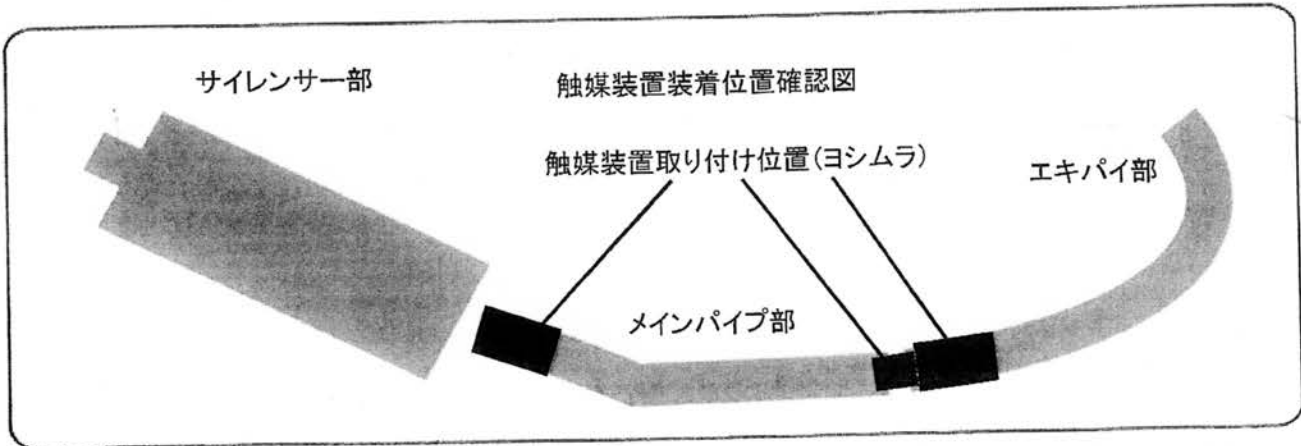 サイレンサー部
触媒装置装着位置確認図
触媒装置取り付け位置(ヨシムラ)
エキパイ部
メインパイプ部